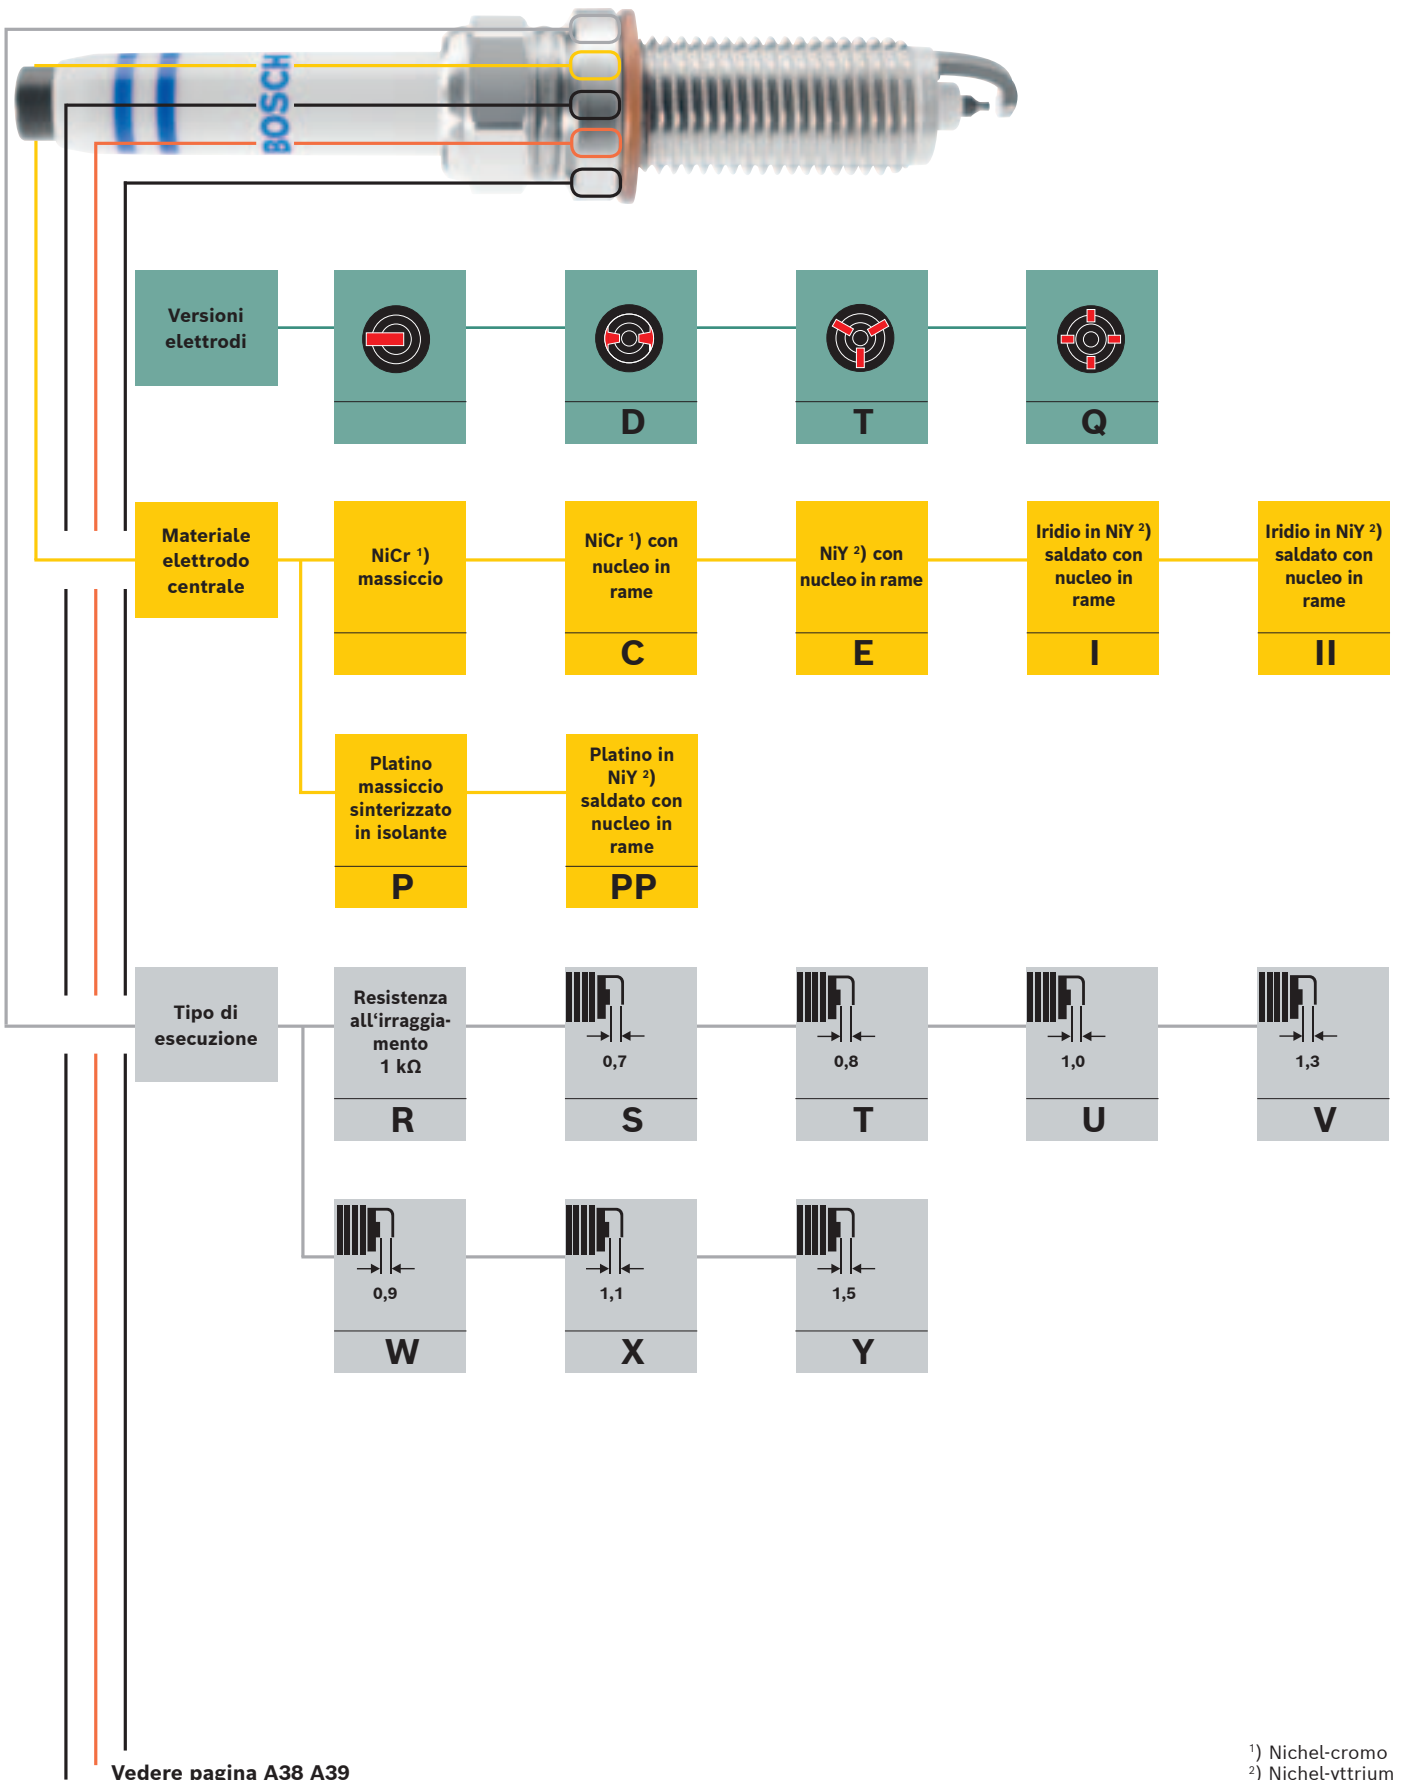 BOSCH
Versioni
elettrodi
D
T
Q
Materiale
elettrodo
centrale
NiCr ¹)
massiccio
NiCr ¹) con
nucleo in
rame
C
NiY ²) con
nucleo in rame
E
Iridio in NiY ²)
saldato con
nucleo in
rame
I
Iridio in NiY ²)
saldato con
nucleo in
rame
II
Platino
massiccio
sinterizzato
in isolante
P
Platino in
NiY ²)
saldato con
nucleo in
rame
PP
Tipo di
esecuzione
Resistenza
all‘irraggia-
mento
1 kΩ
R
0,7
S
0,8
T
1,0
U
1,3
V
0,9
W
1,1
X
1,5
Y
Vedere pagina A38 A39
¹) Nichel-cromo
²) Nichel-yttrium